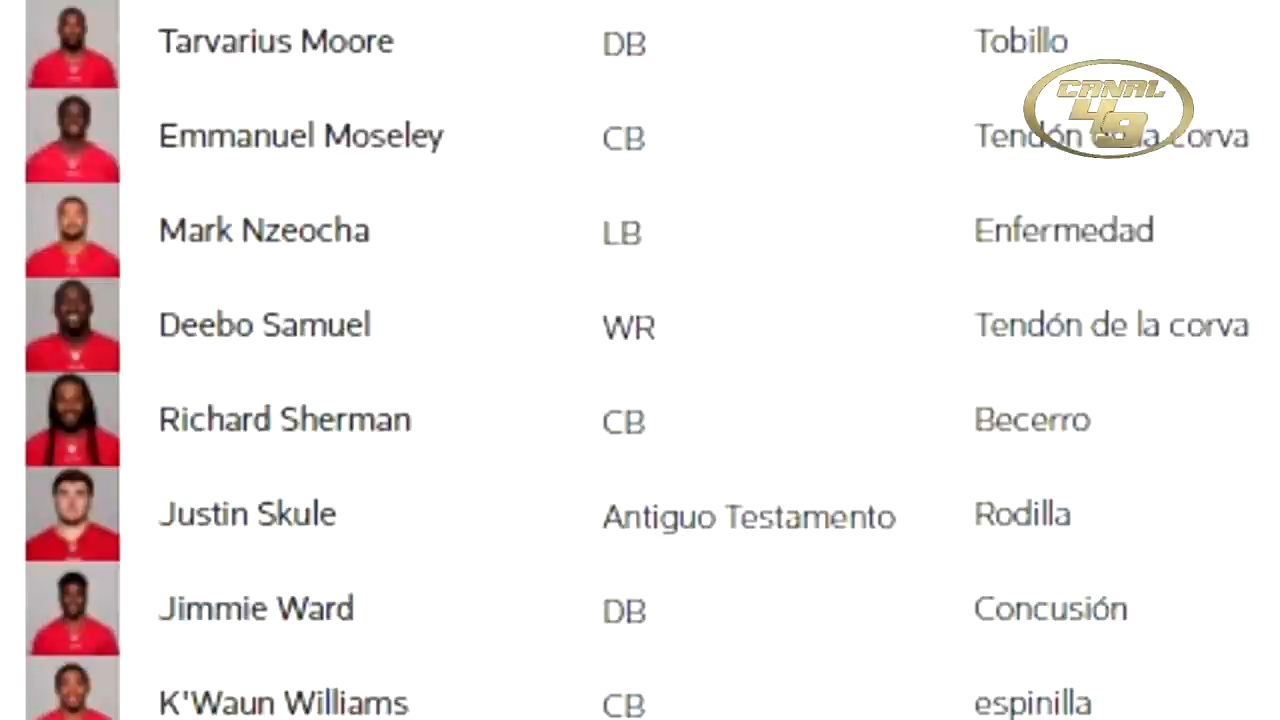 Tarvarius Moore DB Tobillo
CANAL
49
Emmanuel Moseley CB Tendón de la corva
Mark Nzeocha LB Enfermedad
Deebo Samuel WR Tendón de la corva
Richard Sherman CB Becerro
Justin Skule Antiguo Testamento Rodilla
Jimmie Ward DB Concusión
K'Waun Williams CB espinilla